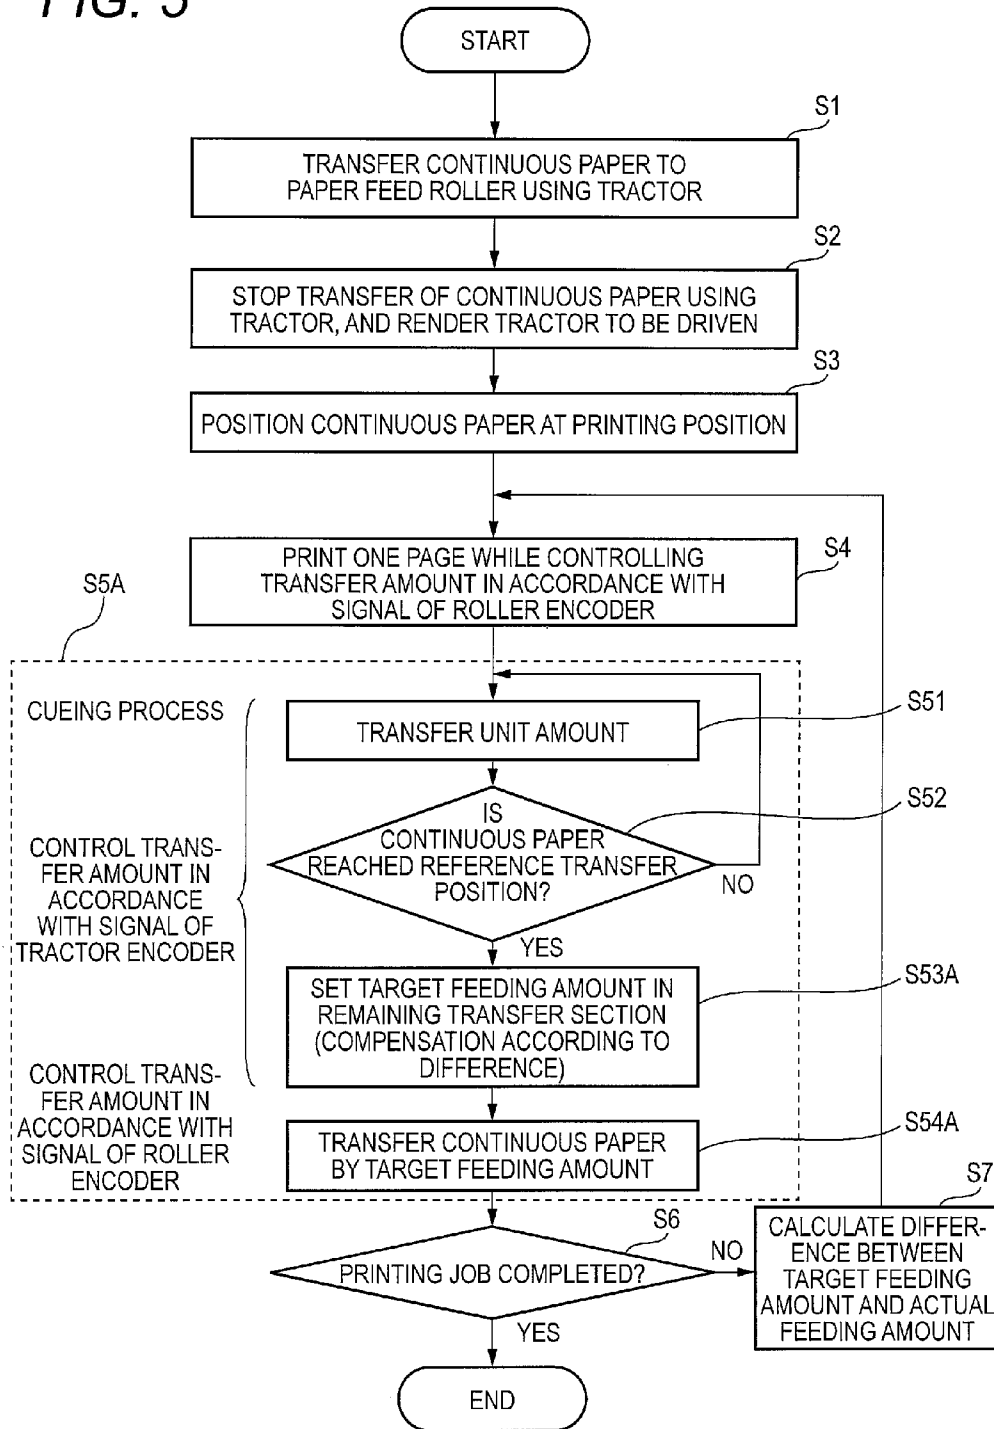 FIG. 5
START
S1
TRANSFER CONTINUOUS PAPER TO
PAPER FEED ROLLER USING TRACTOR
S2
STOP TRANSFER OF CONTINUOUS PAPER USING
TRACTOR, AND RENDER TRACTOR TO BE DRIVEN
S3
POSITION CONTINUOUS PAPER AT PRINTING POSITION
S4
PRINT ONE PAGE WHILE CONTROLLING
TRANSFER AMOUNT IN ACCORDANCE WITH
SIGNAL OF ROLLER ENCODER
S5A
CUEING PROCESS
S51
TRANSFER UNIT AMOUNT
S52
IS
CONTINUOUS PAPER
REACHED REFERENCE TRANSFER
POSITION?
NO
YES
CONTROL TRANS-
FER AMOUNT IN
ACCORDANCE
WITH SIGNAL OF
TRACTOR ENCODER
S53A
SET TARGET FEEDING AMOUNT IN
REMAINING TRANSFER SECTION
(COMPENSATION ACCORDING TO
DIFFERENCE)
CONTROL TRANS-
FER AMOUNT IN
ACCORDANCE WITH
SIGNAL OF ROLLER
ENCODER
S54A
TRANSFER CONTINUOUS PAPER
BY TARGET FEEDING AMOUNT
S6
PRINTING JOB COMPLETED?
NO
YES
S7
CALCULATE DIFFER-
ENCE BETWEEN
TARGET FEEDING
AMOUNT AND ACTUAL
FEEDING AMOUNT
END